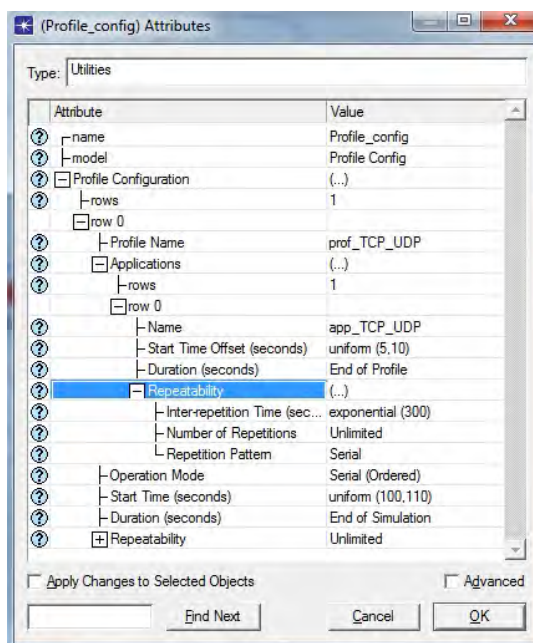 (Profile_config) Attributes
Type: Utilities
Attribute Value
name Profile_config
model Profile Config
Profile Configuration (...)
rows 1
row 0
Profile Name prof_TCP_UDP
Applications (...)
rows 1
row 0
Name app_TCP_UDP
Start Time Offset (seconds) uniform (5,10)
Duration (seconds) End of Profile
Repeatability (...)
Inter-repetition Time (sec... exponential (300)
Number of Repetitions Unlimited
Repetition Pattern Serial
Operation Mode Serial (Ordered)
Start Time (seconds) uniform (100,110)
Duration (seconds) End of Simulation
Repeatability Unlimited
Apply Changes to Selected Objects Advanced
Find Next Cancel OK